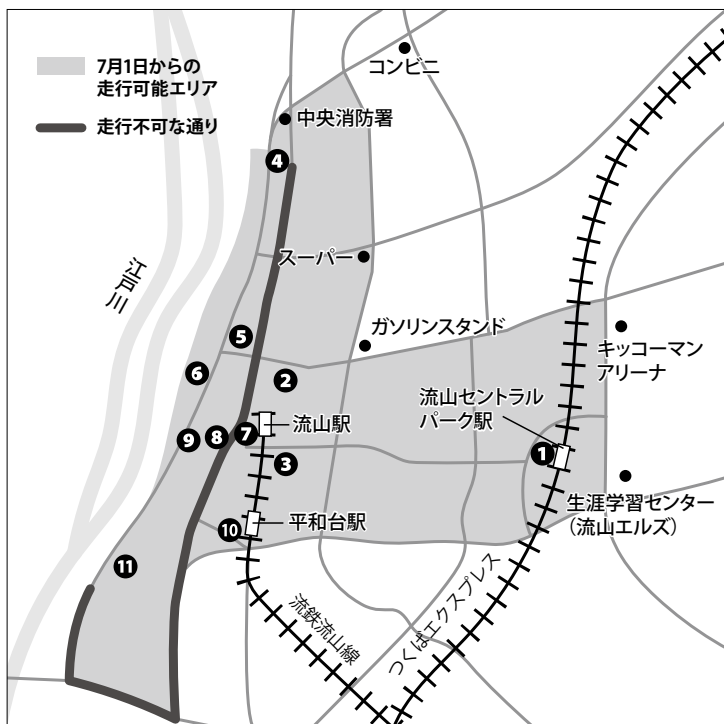 7月1日からの
走行可能エリア
走行不可な通り
コンビニ
中央消防署
4
スーパー
江戸川
ガソリンスタンド
キッコーマン
アリーナ
5
6
2
流山セントラル
パーク駅
流山駅
9
8
7
3
1
生涯学習センター
（流山エルズ）
10
平和台駅
11
流鉄流山線
つくばエクスプレス